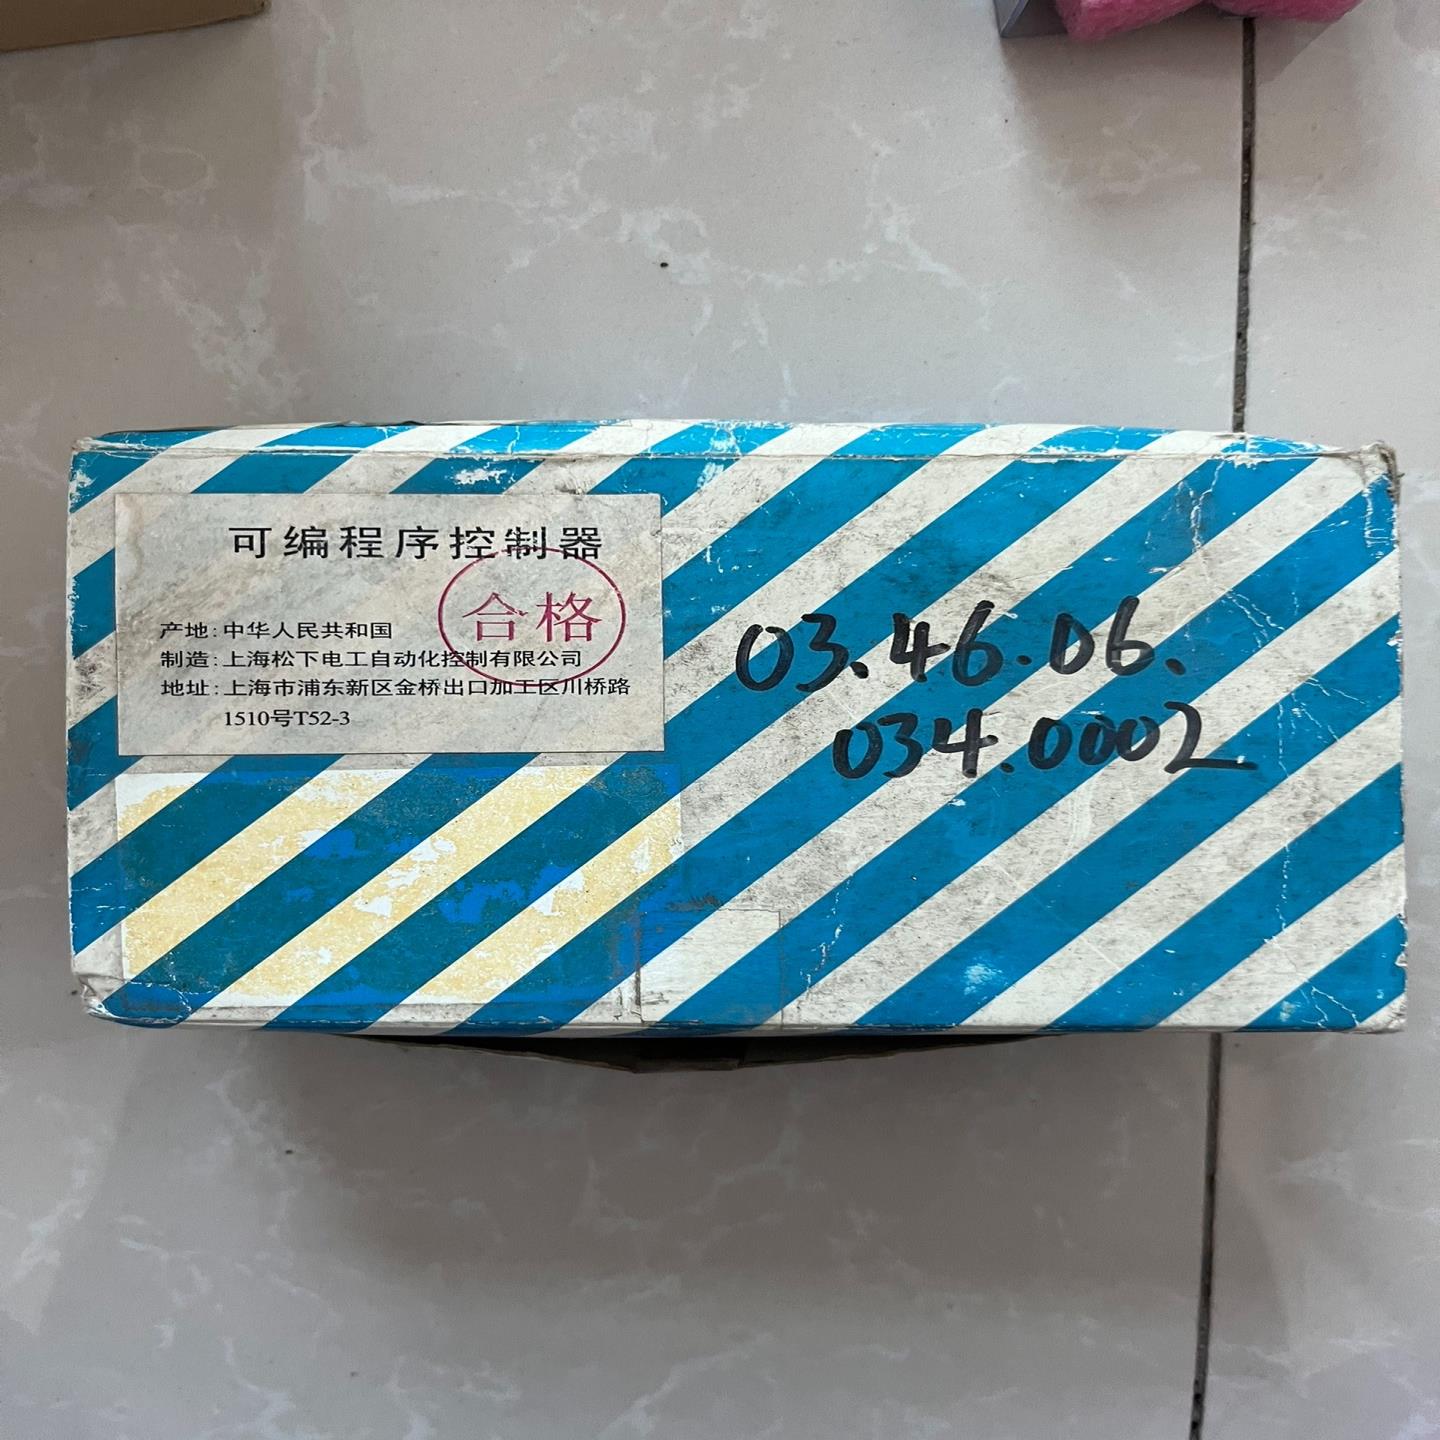 可编程序控制器
合格
产地:中华人民共和国
制造:上海松下电工自动化控制有限公司
地址:上海市浦东新区金桥出口加工区川桥路
1510号T52-3
03.46.06.
034.0002